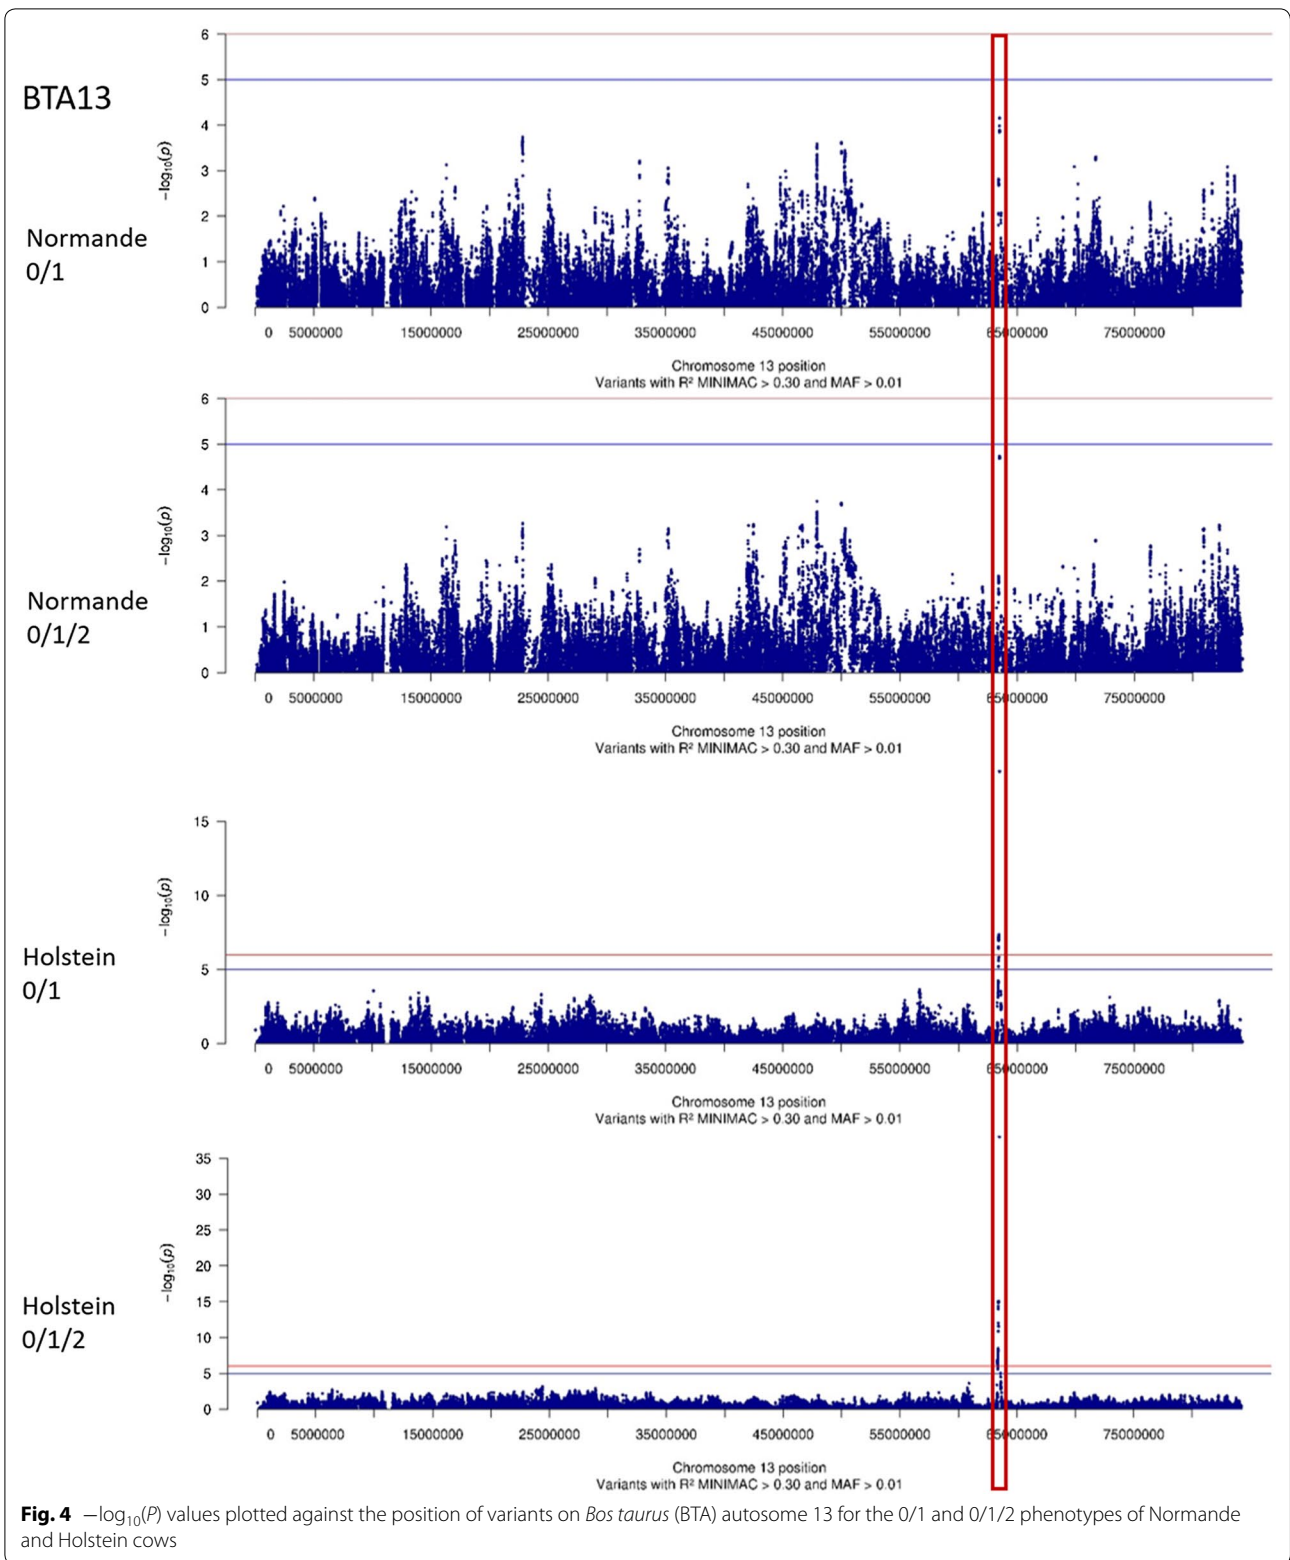 BTA13
6
5
4
3
2
1
0
−log10(p)
Normande
0/1
0 5000000 15000000 25000000 35000000 45000000 55000000 65000000 75000000
Chromosome 13 position
Variants with R² MINIMAC > 0.30 and MAF > 0.01
6
5
4
3
2
1
0
−log10(p)
Normande
0/1/2
0 5000000 15000000 25000000 35000000 45000000 55000000 65000000 75000000
Chromosome 13 position
Variants with R² MINIMAC > 0.30 and MAF > 0.01
15
10
5
0
−log10(p)
Holstein
0/1
0 5000000 15000000 25000000 35000000 45000000 55000000 65000000 75000000
Chromosome 13 position
Variants with R² MINIMAC > 0.30 and MAF > 0.01
35
30
25
20
15
10
5
0
−log10(p)
Holstein
0/1/2
0 5000000 15000000 25000000 35000000 45000000 55000000 65000000 75000000
Chromosome 13 position
Variants with R² MINIMAC > 0.30 and MAF > 0.01
Fig. 4 −log10(P) values plotted against the position of variants on Bos taurus (BTA) autosome 13 for the 0/1 and 0/1/2 phenotypes of Normande
and Holstein cows